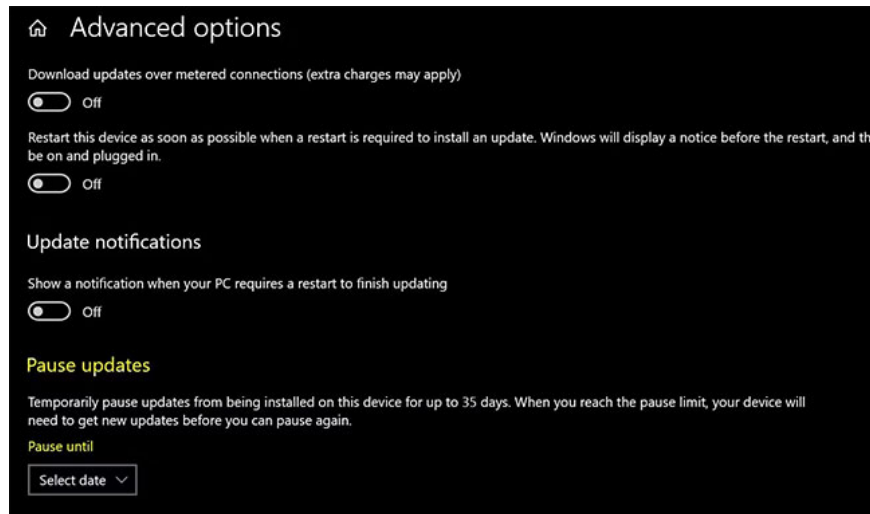 Advanced options
Download updates over metered connections (extra charges may apply)
Off
Restart this device as soon as possible when a restart is required to install an update. Windows will display a notice before the restart, and
be on and plugged in.
Off
Update notifications
Show a notification when your PC requires a restart to finish updating
Off
Pause updates
Temporarily pause updates from being installed on this device for up to 35 days. When you reach the pause limit, your device will
need to get new updates before you can pause again.
Pause until
Select date